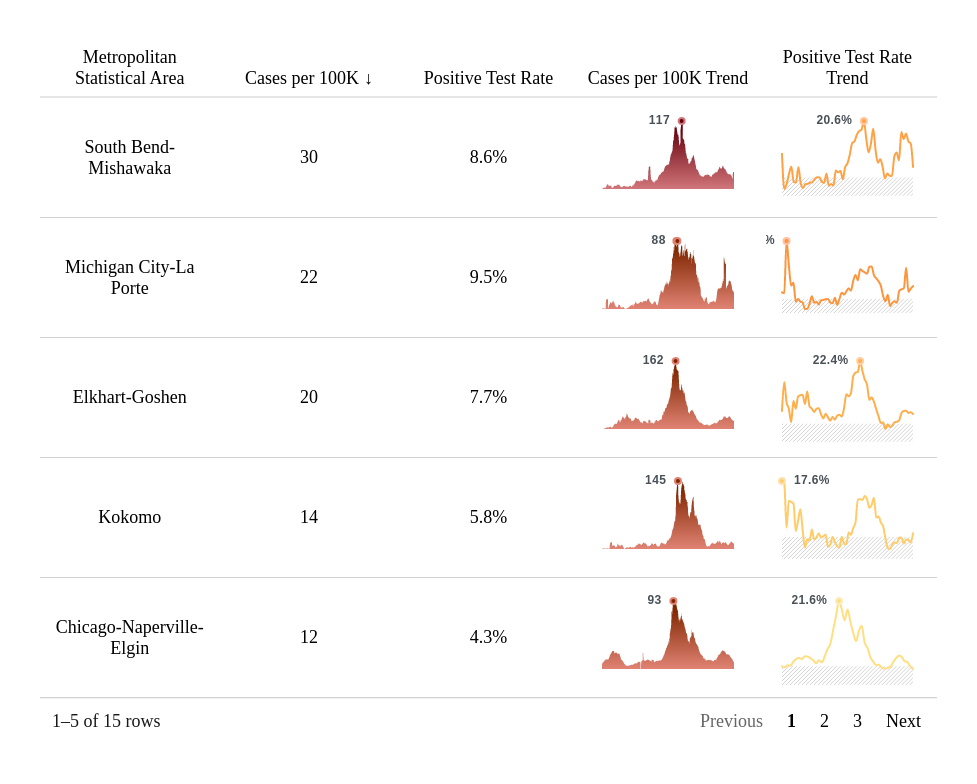 Metropolitan
Statistical Area
Cases per 100K ↓
Positive Test Rate
Cases per 100K Trend
Positive Test Rate
Trend
South Bend-
Mishawaka
30
8.6%
117
20.6%
Michigan City-La
Porte
22
9.5%
88
%
Elkhart-Goshen
20
7.7%
162
22.4%
Kokomo
14
5.8%
145
17.6%
Chicago-Naperville-
Elgin
12
4.3%
93
21.6%
1–5 of 15 rows
Previous 1 2 3 Next